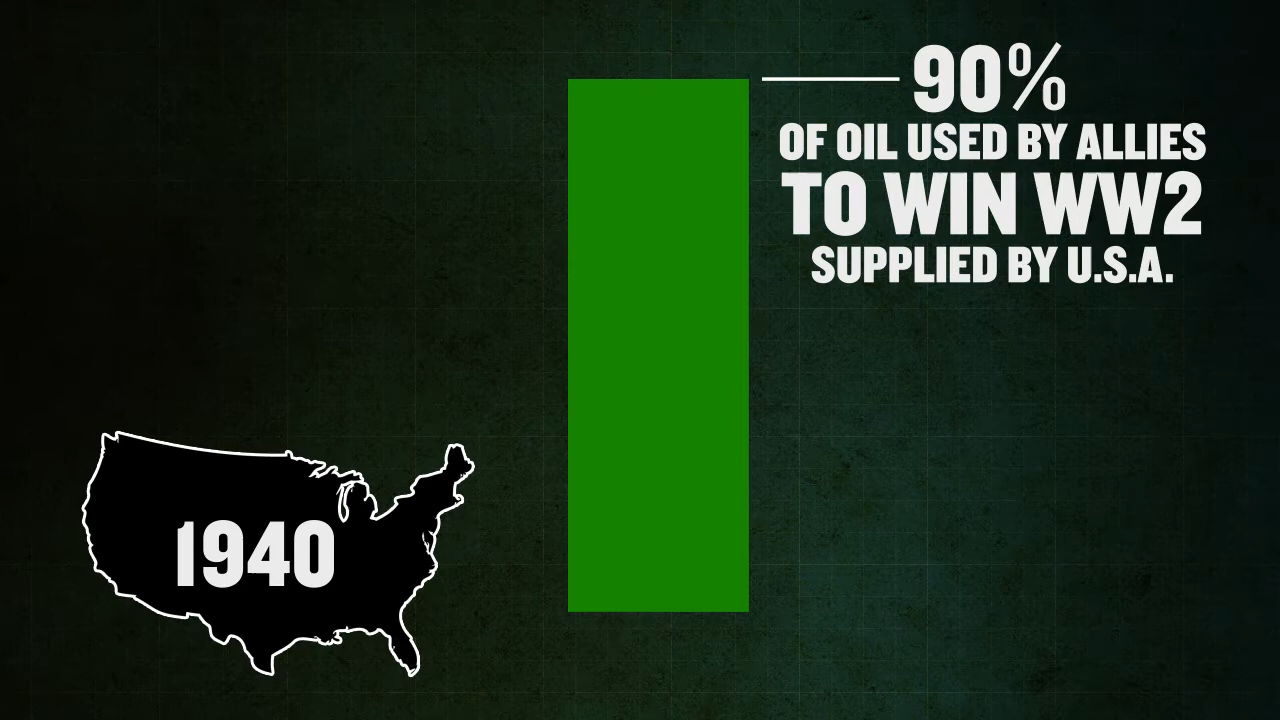 90%
OF OIL USED BY ALLIES
TO WIN WW2
SUPPLIED BY U.S.A.
1940